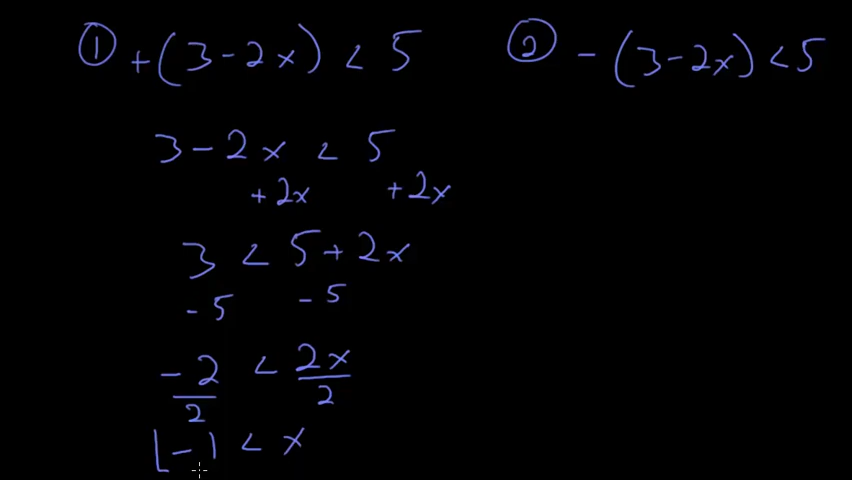 ① +(3-2x) < 5
② -(3-2x) < 5
3-2x < 5
+2x +2x
3 < 5+2x
-5 -5
-2 < 2x
2 2
-1 < x